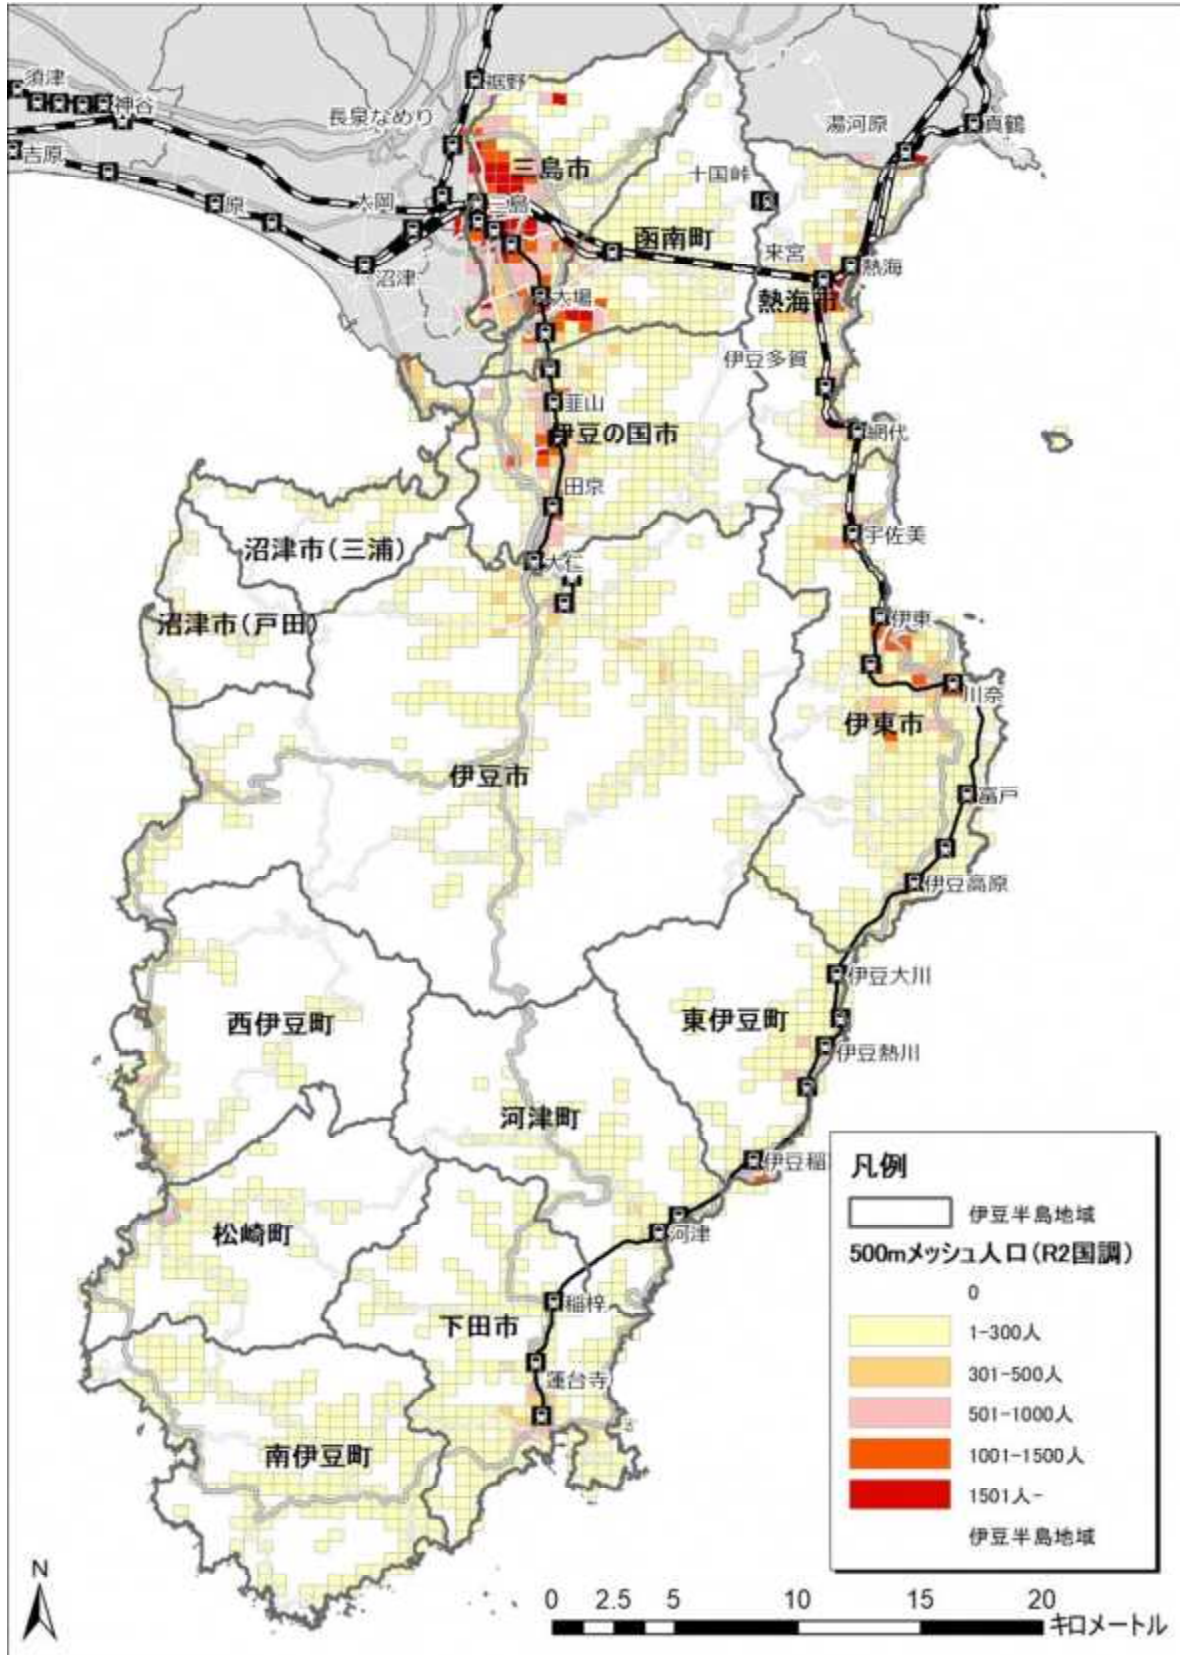 須津
神谷
吉原
原
大岡
沼津
裾野
長泉なめり
三島市
三島
湯河原
真鶴
十国峠
函南町
来宮
熱海
熱海市
大場
伊豆多賀
韮山
伊豆の国市
網代
田京
宇佐美
沼津市(三浦)
大仁
沼津市(戸田)
伊東
川奈
伊東市
伊豆市
富戸
伊豆高原
伊豆大川
西伊豆町
東伊豆町
伊豆熱川
河津町
伊豆稲
松崎町
河津
稲梓
下田市
蓮台寺
南伊豆町
凡例
伊豆半島地域
500mメッシュ人口(R2国調)
0
1-300人
301-500人
501-1000人
1001-1500人
1501人-
伊豆半島地域
N
0 2.5 5 10 15 20
キロメートル